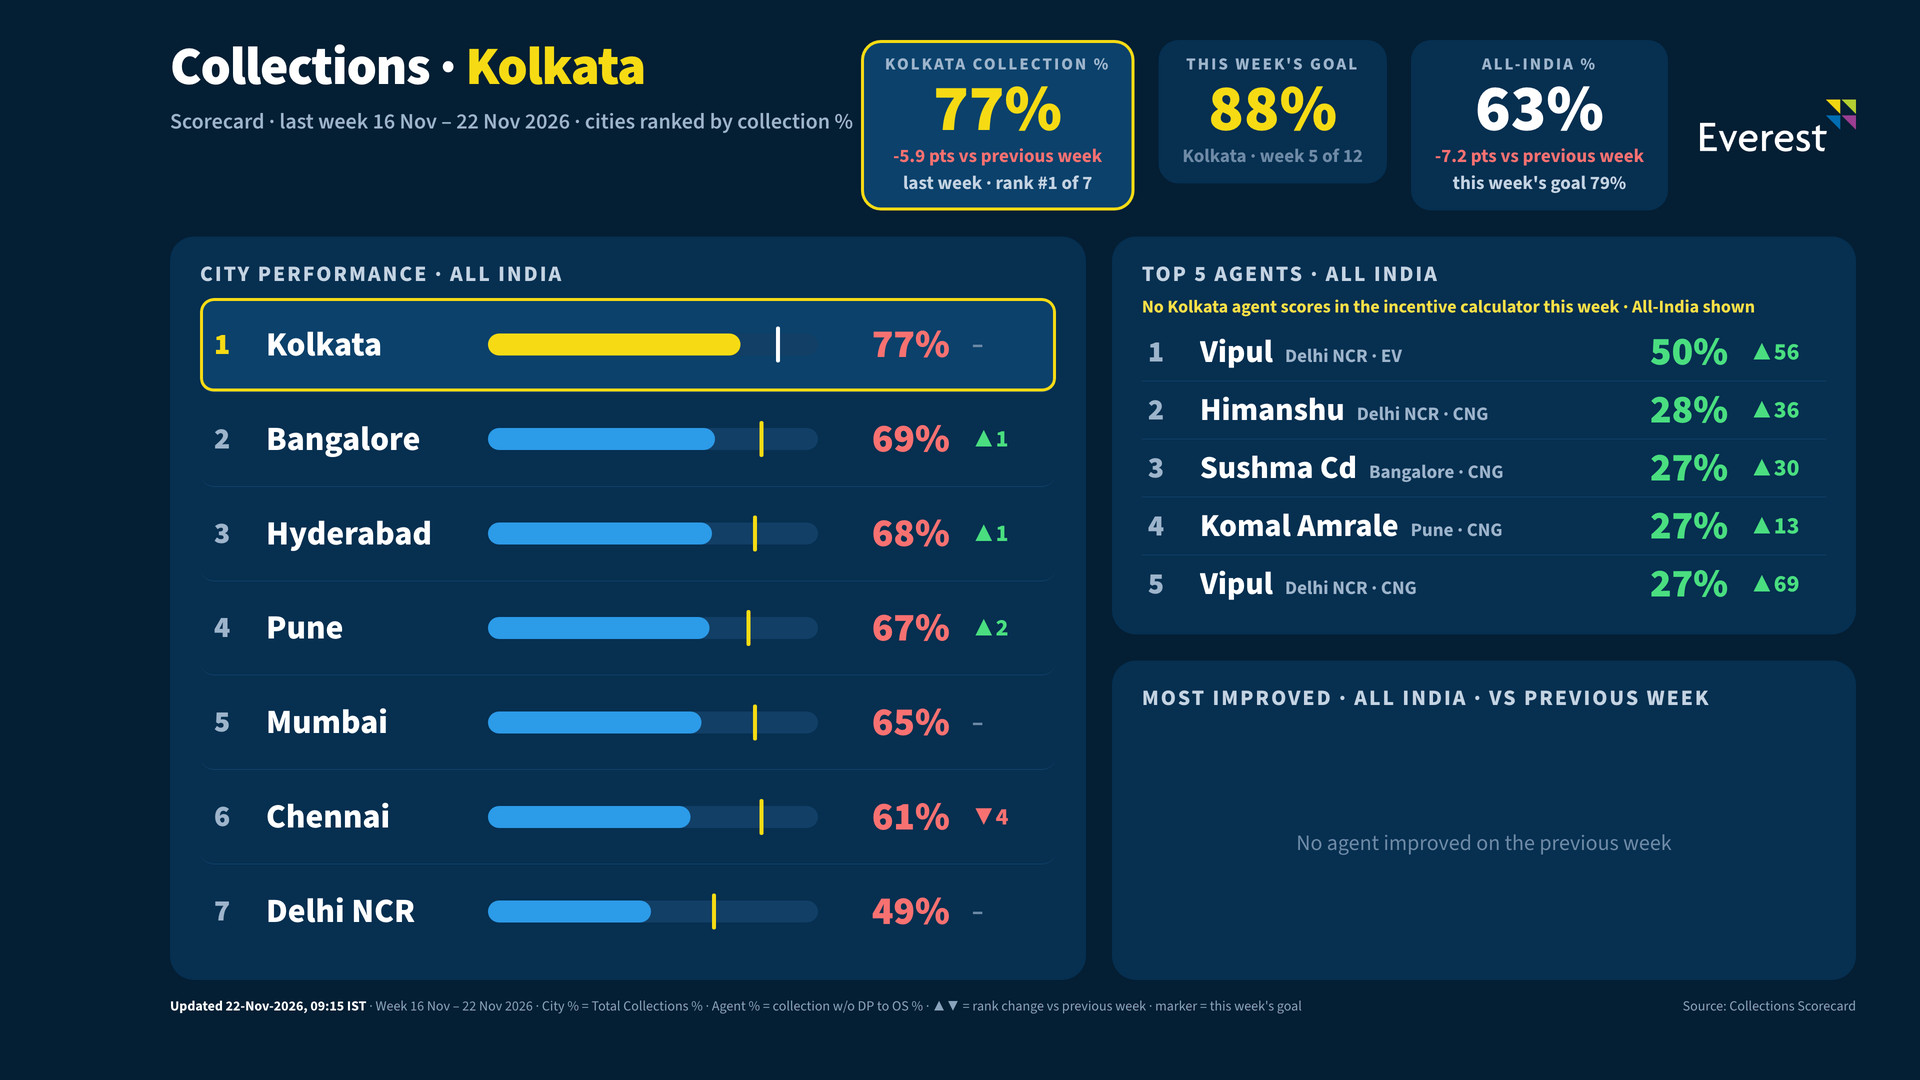 Collections · Kolkata
Scorecard · last week 16 Nov – 22 Nov 2026 · cities ranked by collection %
KOLKATA COLLECTION %
77%
-5.9 pts vs previous week
last week · rank #1 of 7
THIS WEEK'S GOAL
88%
Kolkata · week 5 of 12
ALL-INDIA %
63%
-7.2 pts vs previous week
this week's goal 79%
Everest
CITY PERFORMANCE · ALL INDIA
1 Kolkata 77% –
2 Bangalore 69% ▲1
3 Hyderabad 68% ▲1
4 Pune 67% ▲2
5 Mumbai 65% –
6 Chennai 61% ▼4
7 Delhi NCR 49% –
TOP 5 AGENTS · ALL INDIA
No Kolkata agent scores in the incentive calculator this week · All-India shown
1 Vipul Delhi NCR · EV 50% ▲56
2 Himanshu Delhi NCR · CNG 28% ▲36
3 Sushma Cd Bangalore · CNG 27% ▲30
4 Komal Amrale Pune · CNG 27% ▲13
5 Vipul Delhi NCR · CNG 27% ▲69
MOST IMPROVED · ALL INDIA · VS PREVIOUS WEEK
No agent improved on the previous week
Updated 22-Nov-2026, 09:15 IST · Week 16 Nov – 22 Nov 2026 · City % = Total Collections % · Agent % = collection w/o DP to OS % · ▲▼ = rank change vs previous week · marker = this week's goal
Source: Collections Scorecard